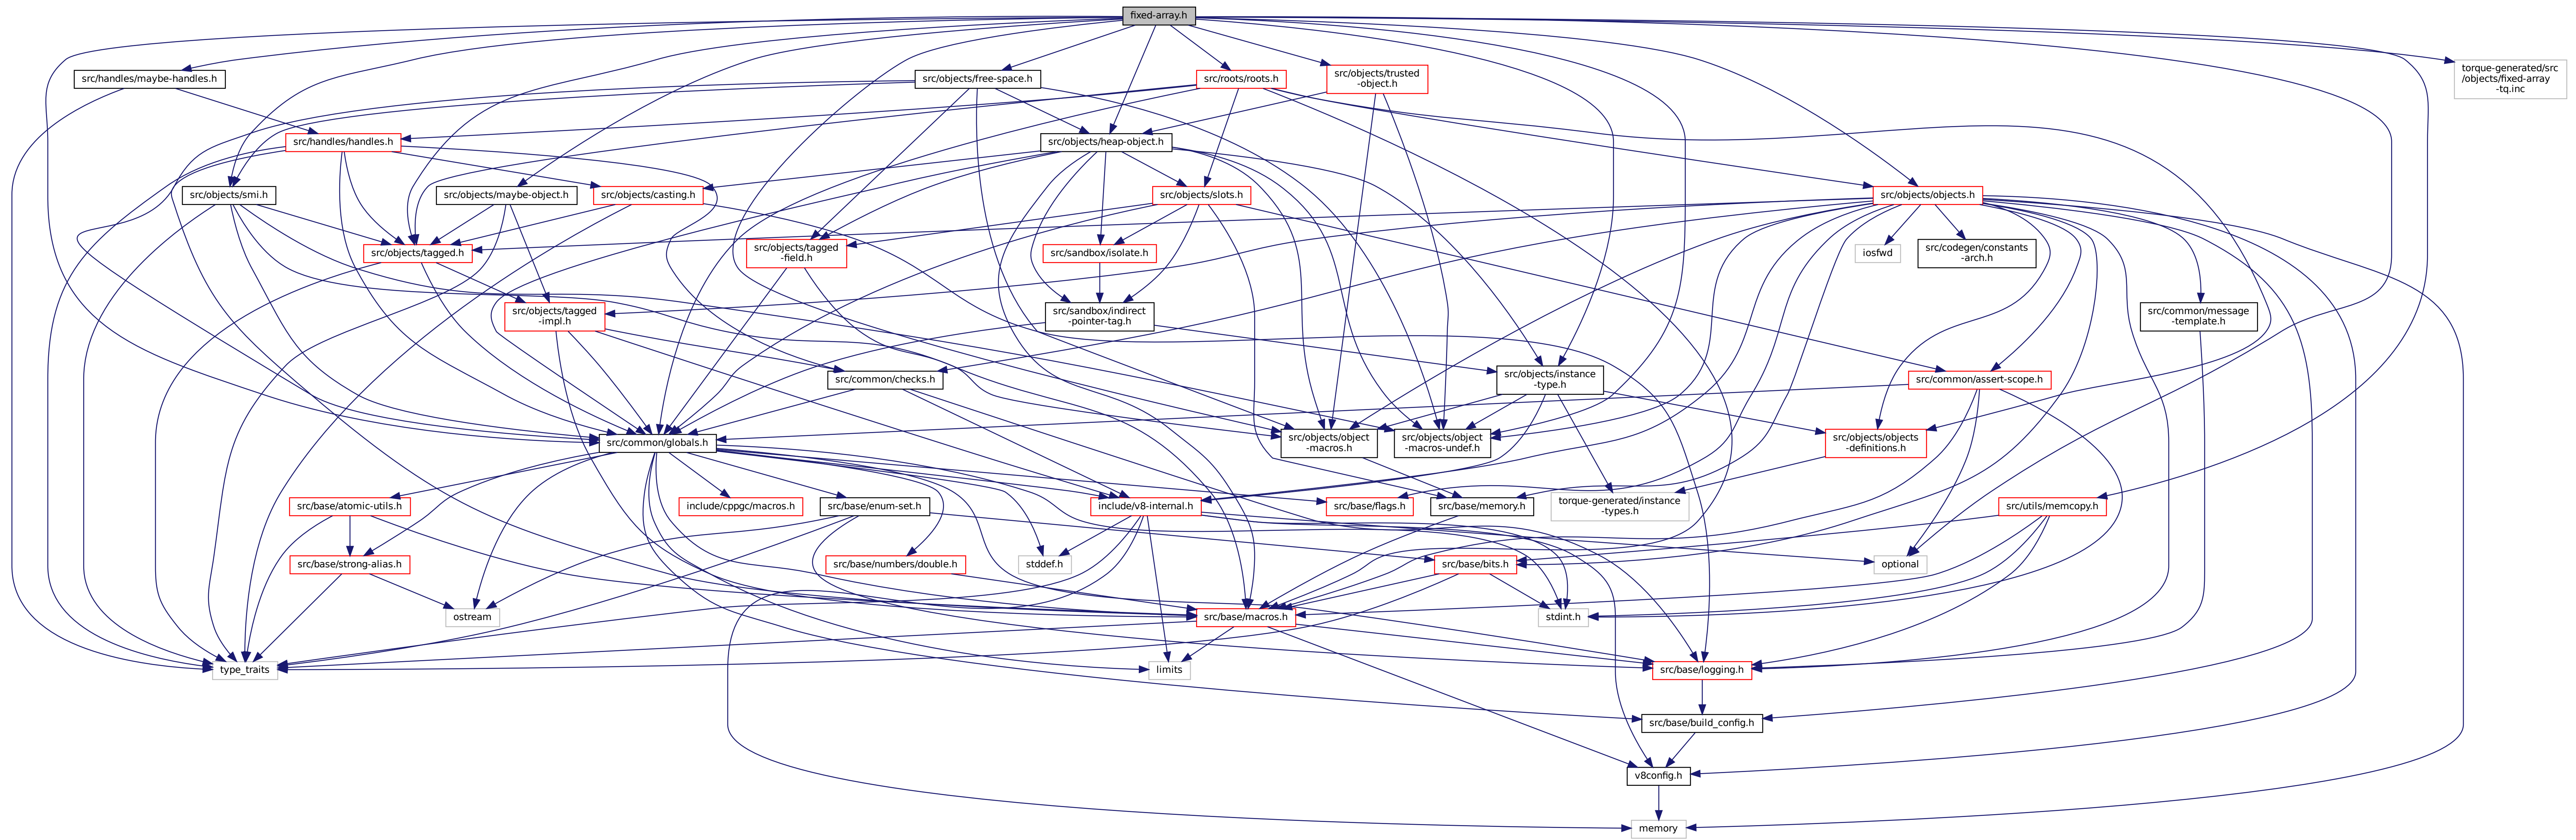 fixed-array.h
src/handles/maybe-handles.h
src/objects/free-space.h
src/roots/roots.h
src/objects/trusted
-object.h
torque-generated/src
/objects/fixed-array
-tq.inc
src/handles/handles.h
src/objects/heap-object.h
src/objects/smi.h
src/objects/maybe-object.h
src/objects/casting.h
src/objects/slots.h
src/objects/objects.h
src/objects/tagged.h
src/objects/tagged
-field.h
src/sandbox/isolate.h
iosfwd
src/codegen/constants
-arch.h
src/objects/tagged
-impl.h
src/sandbox/indirect
-pointer-tag.h
src/common/message
-template.h
src/common/checks.h
src/objects/instance
-type.h
src/common/assert-scope.h
src/common/globals.h
src/objects/object
-macros.h
src/objects/object
-macros-undef.h
src/objects/objects
-definitions.h
src/base/atomic-utils.h
include/cppgc/macros.h
src/base/enum-set.h
include/v8-internal.h
src/base/flags.h
src/base/memory.h
torque-generated/instance
-types.h
src/utils/memcopy.h
src/base/strong-alias.h
src/base/numbers/double.h
stddef.h
src/base/bits.h
optional
ostream
src/base/macros.h
stdint.h
type_traits
limits
src/base/logging.h
src/base/build_config.h
v8config.h
memory